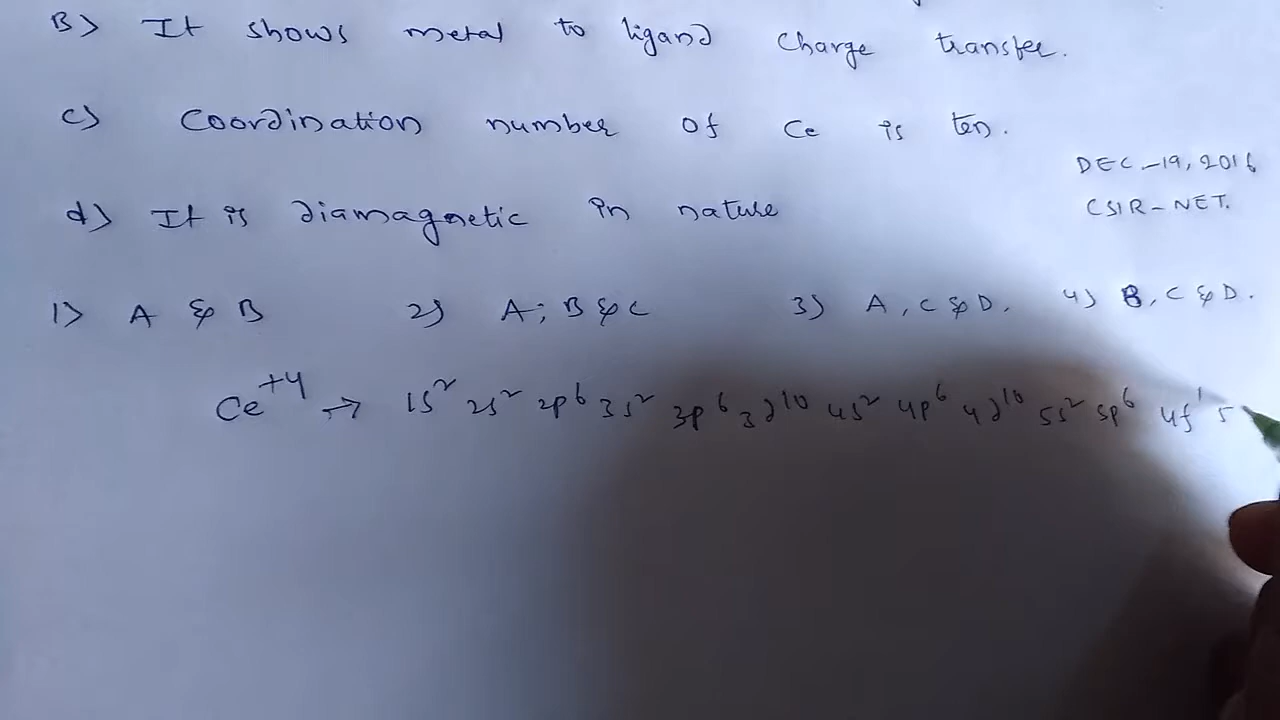 B) It shows metal to ligand charge transfer.
C) Coordination number of Ce is ten.
DEC-19, 2016
d) It is diamagnetic in nature
CSIR-NET.
1) A & B 2) A; B & C 3) A, C & D. 4) B, C & D.
Ce⁺⁴ → 1S² 2s² 2p⁶ 3s² 3p⁶ 3d¹⁰ 4s² 4p⁶ 4d¹⁰ 5s² 5p⁶ 4f¹ 5